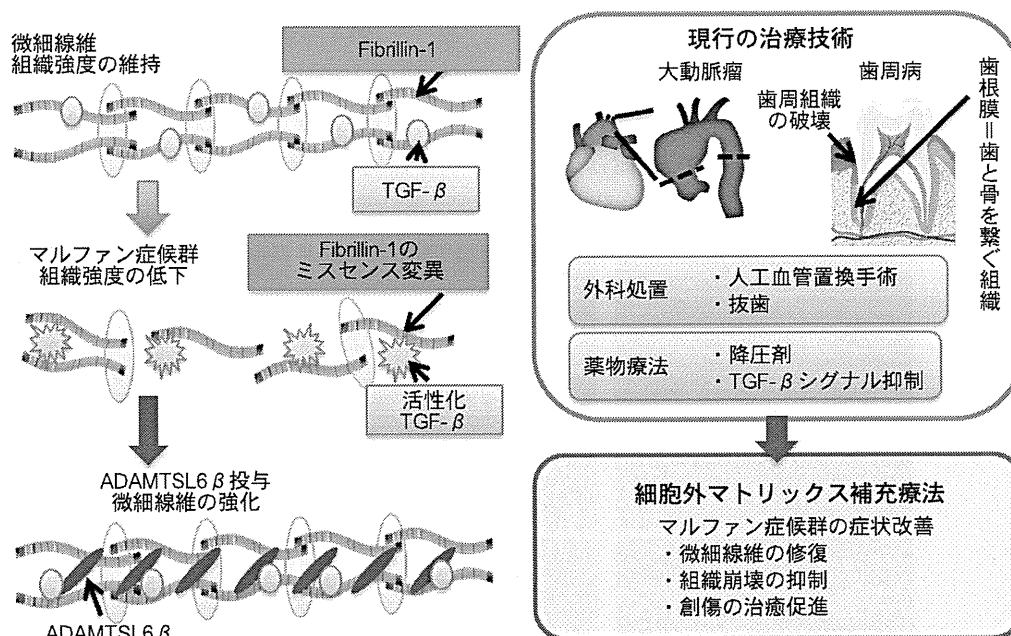 微細線維
組織強度の維持
Fibrillin-1
TGF-β
マルファン症候群
組織強度の低下
Fibrillin-1の
ミスセンス変異
活性化
TGF-β
ADAMTSL6β投与
微細線維の強化
ADAMTSL6β
現行の治療技術
大動脈瘤
歯周病
歯周組織
の破壊
歯根膜=歯と骨を繋ぐ組織
外科処置
・人工血管置換手術
・抜歯
薬物療法
・降圧剤
・TGF-βシグナル抑制
細胞外マトリックス補充療法
マルファン症候群の症状改善
・微細線維の修復
・組織崩壊の抑制
・創傷の治癒促進